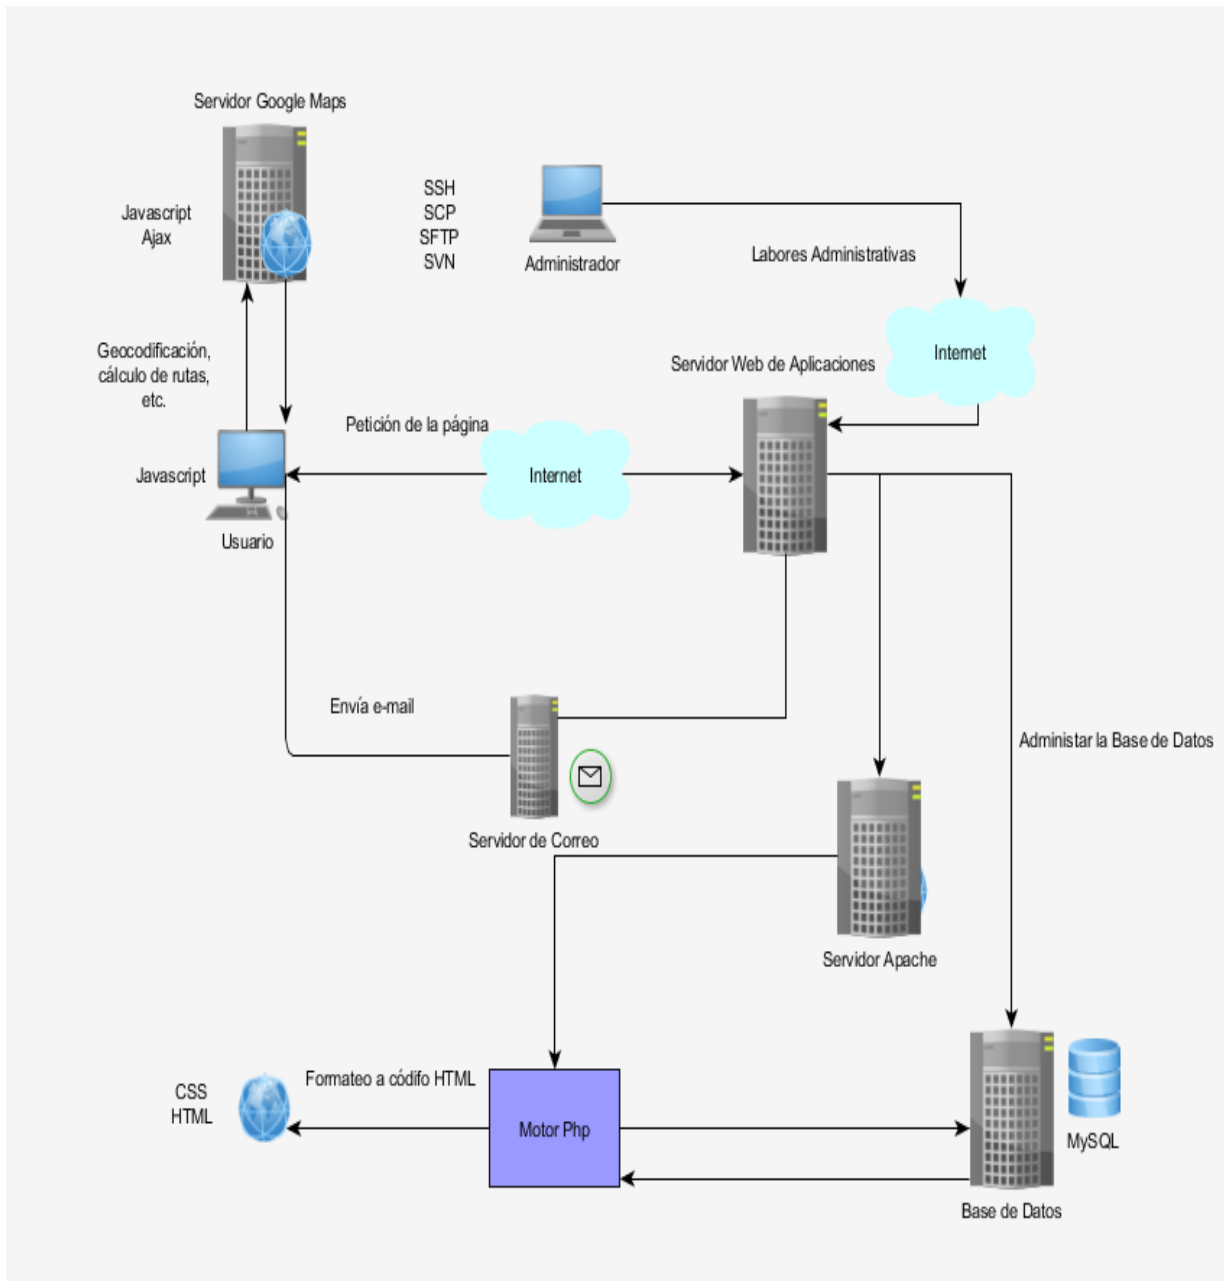 Servidor Google Maps
Javascript
Ajax
SSH
SCP
SFTP
SVN
Administrador
Labores Administrativas
Internet
Geocodificación,
cálculo de rutas,
etc.
Servidor Web de Aplicaciones
Petición de la página
Javascript
Internet
Usuario
Envía e-mail
Administar la Base de Datos
Servidor de Correo
Servidor Apache
Formateo a códifo HTML
CSS
HTML
Motor Php
MySQL
Base de Datos